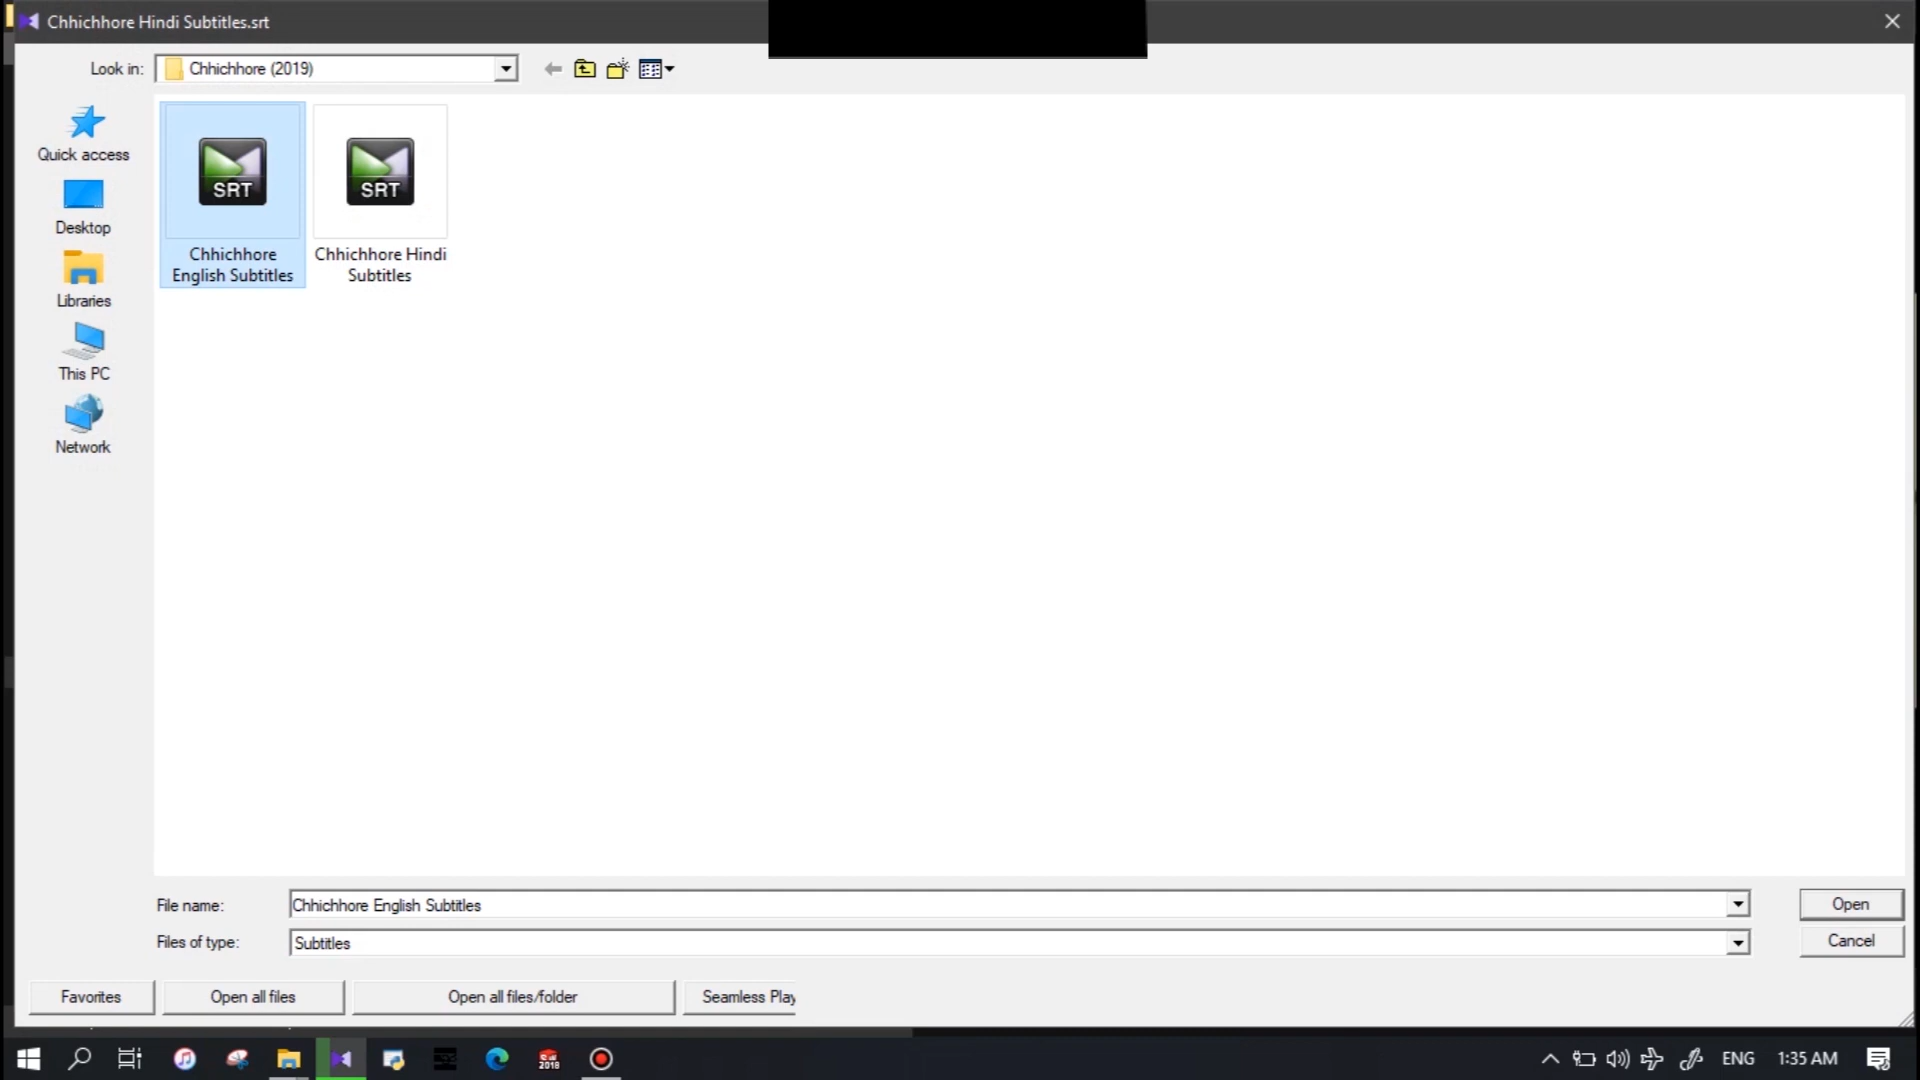 Chhichhore Hindi Subtitles.srt
Look in:
Chhichhore (2019)
Quick access
Desktop
Libraries
This PC
Network
SRT
Chhichhore
English Subtitles
SRT
Chhichhore Hindi
Subtitles
File name:
Chhichhore English Subtitles
Open
Files of type:
Subtitles
Cancel
Favorites
Open all files
Open all files/folder
Seamless Play
2018
ENG
1:35 AM